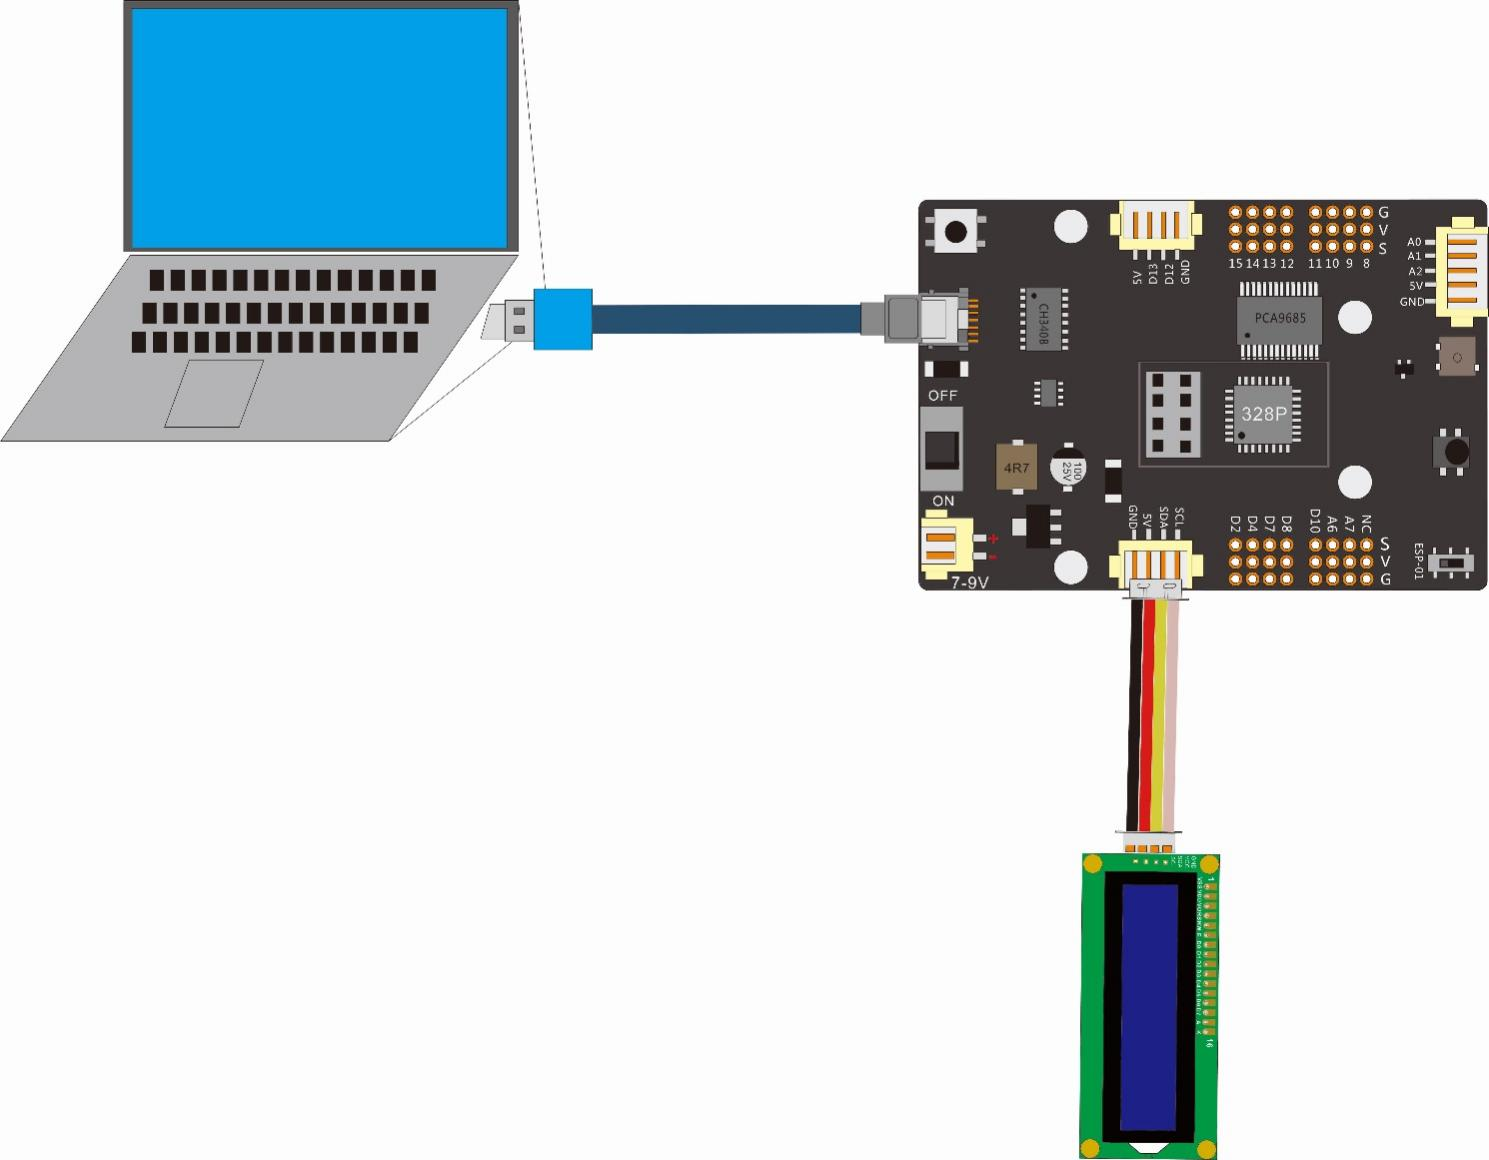 G
V
S
15 14 13 12 11 10 9 8
5V
D13
D12
GND
A0
A1
A2
5V
GND
CH340B
PCA9685
OFF
328P
4R7
100
25V
ON
GND
5V
SDA
SCL
D2
D4
D7
D8
D10
A6
A7
NC
S
V
G
+
-
7-9V
ESP-01
1
16